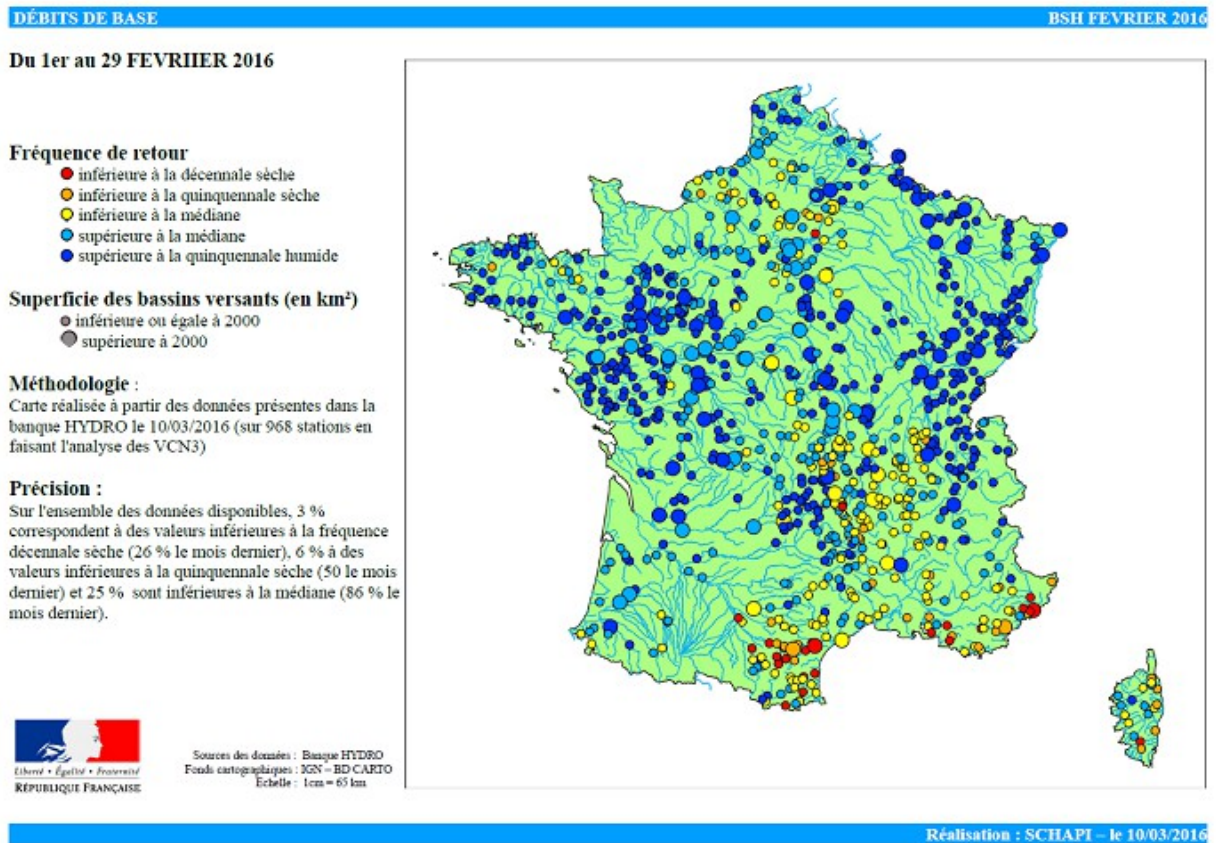 DÉBITS DE BASE
BSH FEVRIER 2016
Du 1er au 29 FEVRIIER 2016
Fréquence de retour
inférieure à la décennale sèche
inférieure à la quinquennale sèche
inférieure à la médiane
supérieure à la médiane
supérieure à la quinquennale humide
Superficie des bassins versants (en km²)
inférieure ou égale à 2000
supérieure à 2000
Méthodologie :
Carte réalisée à partir des données présentes dans la
banque HYDRO le 10/03/2016 (sur 968 stations en
faisant l'analyse des VCN3)
Précision :
Sur l'ensemble des données disponibles, 3 %
correspondent à des valeurs inférieures à la fréquence
décennale sèche (26 % le mois dernier), 6 % à des
valeurs inférieures à la quinquennale sèche (50 le mois
dernier) et 25 % sont inférieures à la médiane (86 % le
mois dernier).
Liberté • Égalité • Fraternité
RÉPUBLIQUE FRANÇAISE
Sources des données : Banque HYDRO
Fonds cartographiques : IGN – BD CARTO
Echelle : 1cm = 65 km
Réalisation : SCHAPI – le 10/03/2016